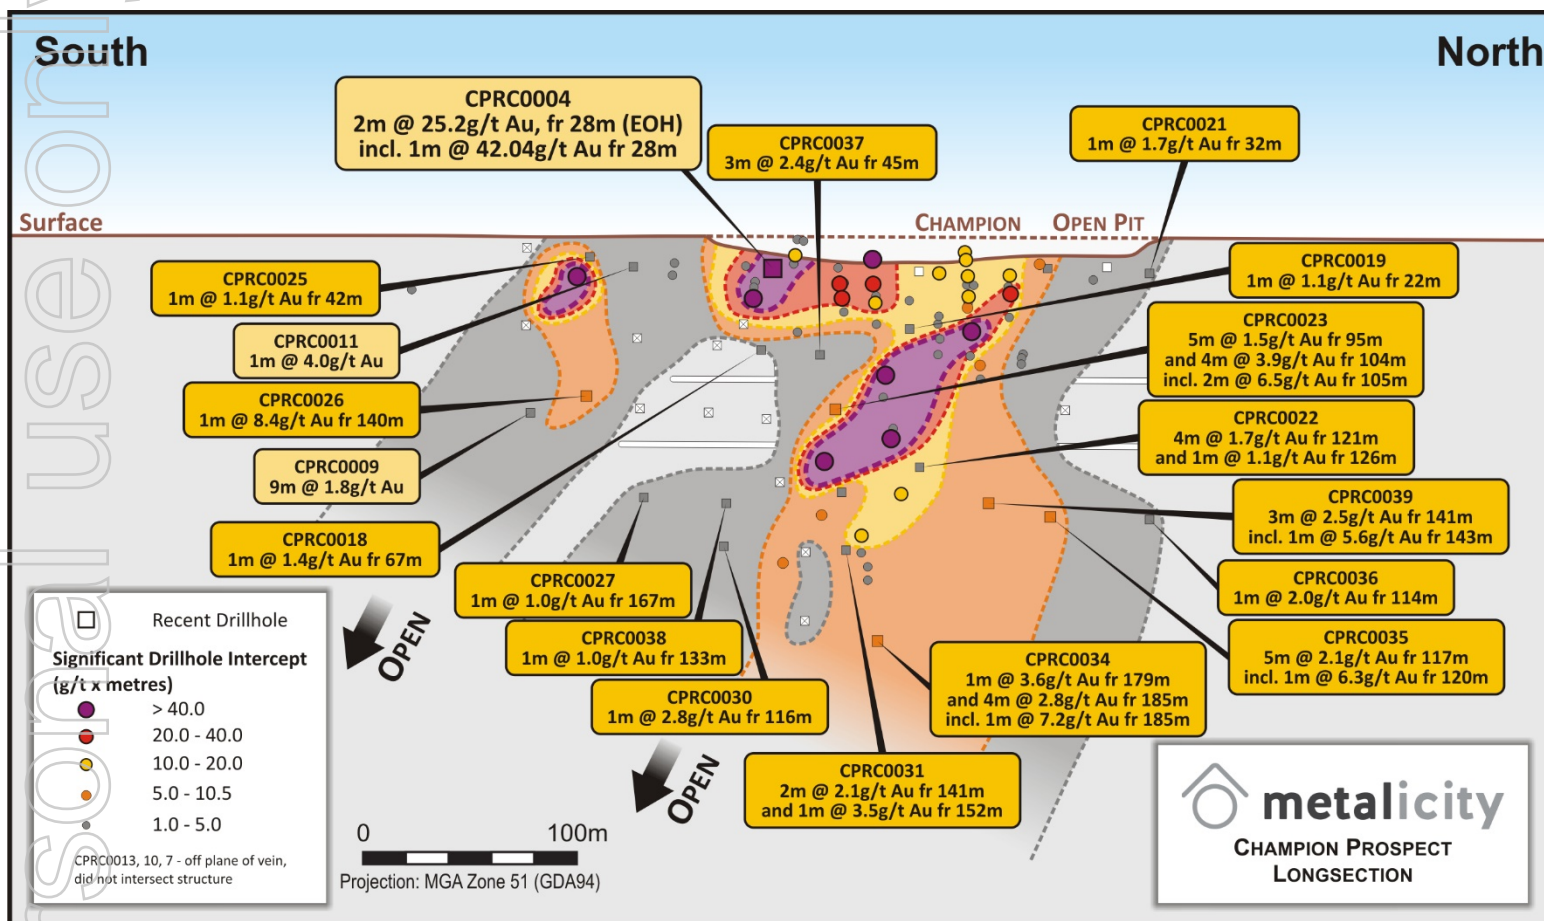 South
North
CPRC0004
2m @ 25.2g/t Au, fr 28m (EOH)
incl. 1m @ 42.04g/t Au fr 28m
CPRC0037
3m @ 2.4g/t Au fr 45m
CPRC0021
1m @ 1.7g/t Au fr 32m
Surface
CHAMPION OPEN PIT
CPRC0025
1m @ 1.1g/t Au fr 42m
CPRC0019
1m @ 1.1g/t Au fr 22m
CPRC0011
1m @ 4.0g/t Au
CPRC0023
5m @ 1.5g/t Au fr 95m
and 4m @ 3.9g/t Au fr 104m
incl. 2m @ 6.5g/t Au fr 105m
CPRC0026
1m @ 8.4g/t Au fr 140m
CPRC0022
4m @ 1.7g/t Au fr 121m
and 1m @ 1.1g/t Au fr 126m
CPRC0009
9m @ 1.8g/t Au
CPRC0039
3m @ 2.5g/t Au fr 141m
incl. 1m @ 5.6g/t Au fr 143m
CPRC0018
1m @ 1.4g/t Au fr 67m
CPRC0027
1m @ 1.0g/t Au fr 167m
CPRC0036
1m @ 2.0g/t Au fr 114m
CPRC0038
1m @ 1.0g/t Au fr 133m
CPRC0035
5m @ 2.1g/t Au fr 117m
incl. 1m @ 6.3g/t Au fr 120m
CPRC0034
1m @ 3.6g/t Au fr 179m
and 4m @ 2.8g/t Au fr 185m
incl. 1m @ 7.2g/t Au fr 185m
CPRC0030
1m @ 2.8g/t Au fr 116m
CPRC0031
2m @ 2.1g/t Au fr 141m
and 1m @ 3.5g/t Au fr 152m
OPEN
OPEN
Recent Drillhole
Significant Drillhole Intercept
(g/t x metres)
> 40.0
20.0 - 40.0
10.0 - 20.0
5.0 - 10.5
1.0 - 5.0
CPRC0013, 10, 7 - off plane of vein,
did not intersect structure
0 100m
Projection: MGA Zone 51 (GDA94)
metalicity
CHAMPION PROSPECT
LONGSECTION
sonal use only